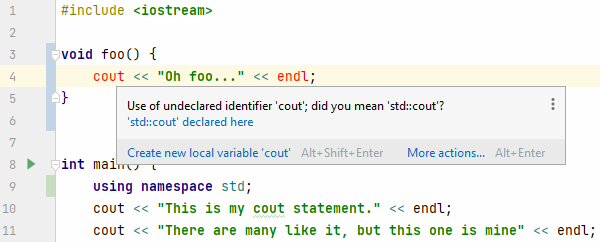 1 #include <iostream>
2
3 void foo() {
4 cout << "Oh foo..." << endl;
5 }
Use of undeclared identifier 'cout'; did you mean 'std::cout'?
'std::cout' declared here
6
7
Create new local variable 'cout' Alt+Shift+Enter More actions... Alt+Enter
8 int main() {
9 using namespace std;
10 cout << "This is my cout statement." << endl;
11 cout << "There are many like it, but this one is mine" << endl;